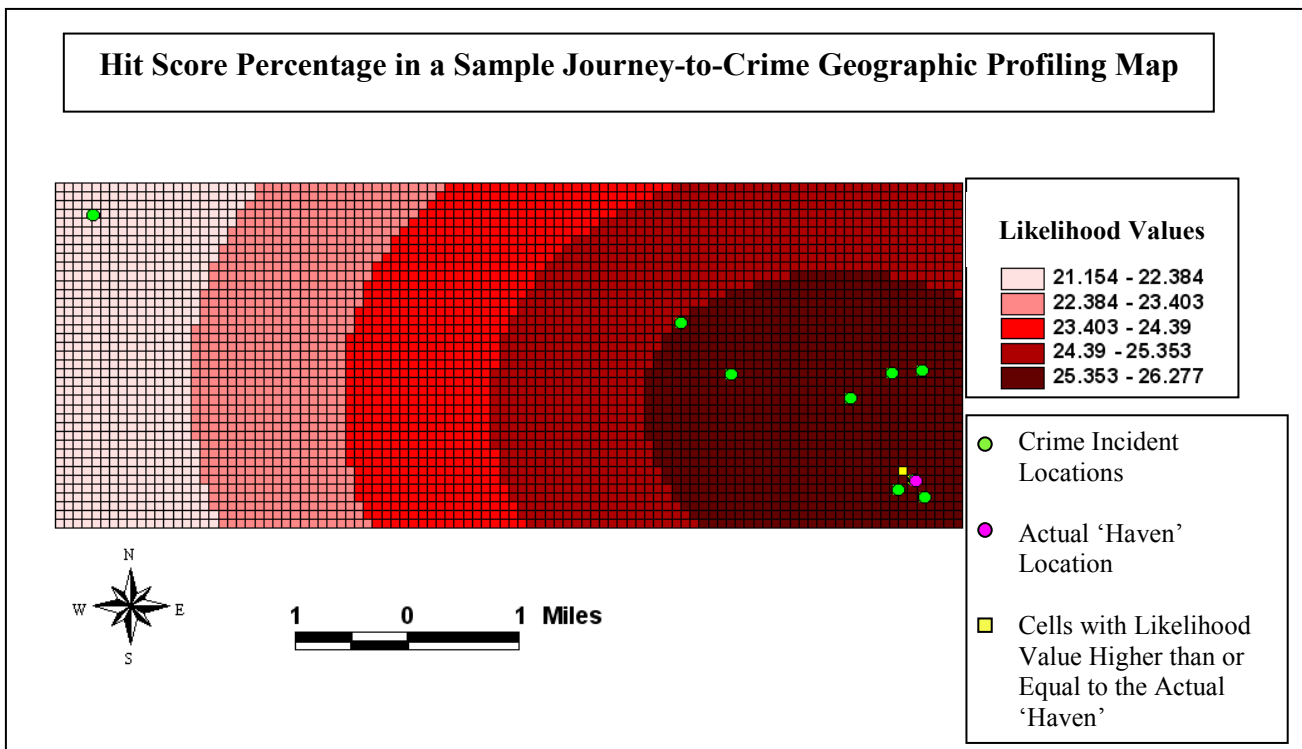 Hit Score Percentage in a Sample Journey-to-Crime Geographic Profiling Map
Likelihood Values
21.154 - 22.384
22.384 - 23.403
23.403 - 24.39
24.39 - 25.353
25.353 - 26.277
Crime Incident
Locations
Actual ‘Haven’
Location
Cells with Likelihood
Value Higher than or
Equal to the Actual
‘Haven’
N
W E
S
1 0 1 Miles